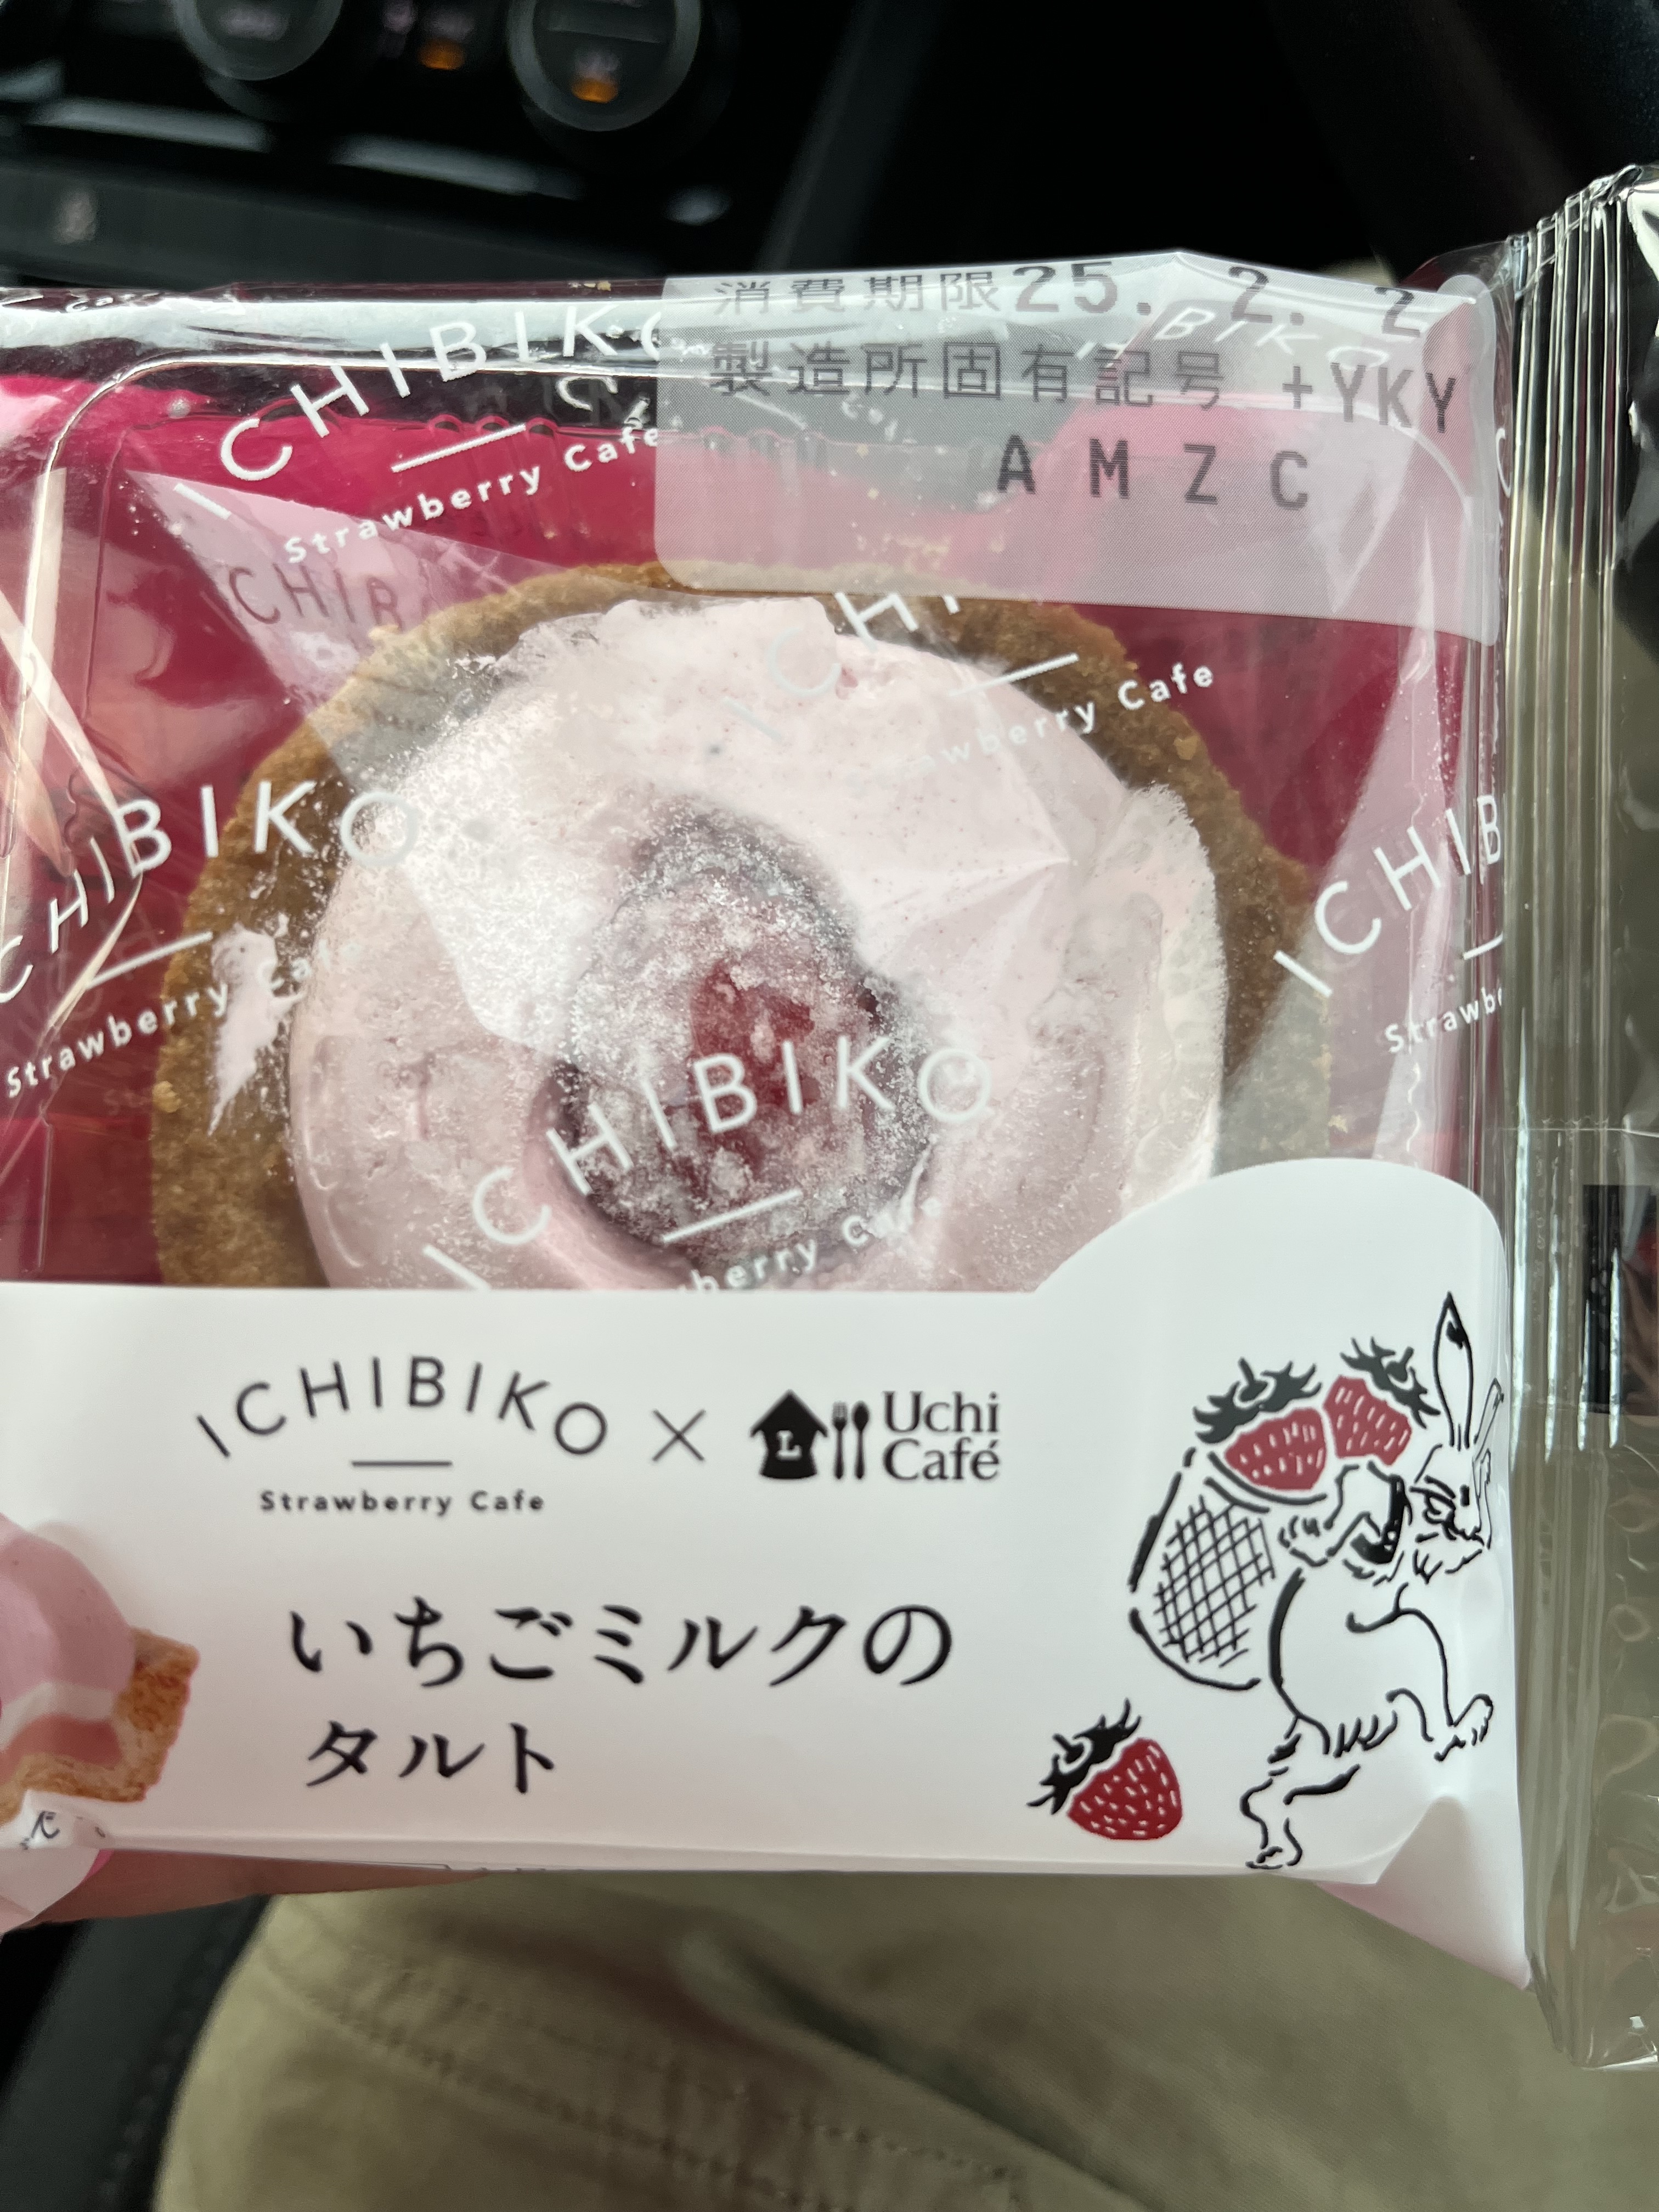 消費期限25. 2. 2
製造所固有記号 +YKY
AMZC
ICHIBIKO
Strawberry Cafe
ICHIBIKO
Strawberry Cafe
ICHIBIKO
ICHIBIKO
Strawberry Cafe
×
L
Uchi
Café
いちごミルクの
タルト